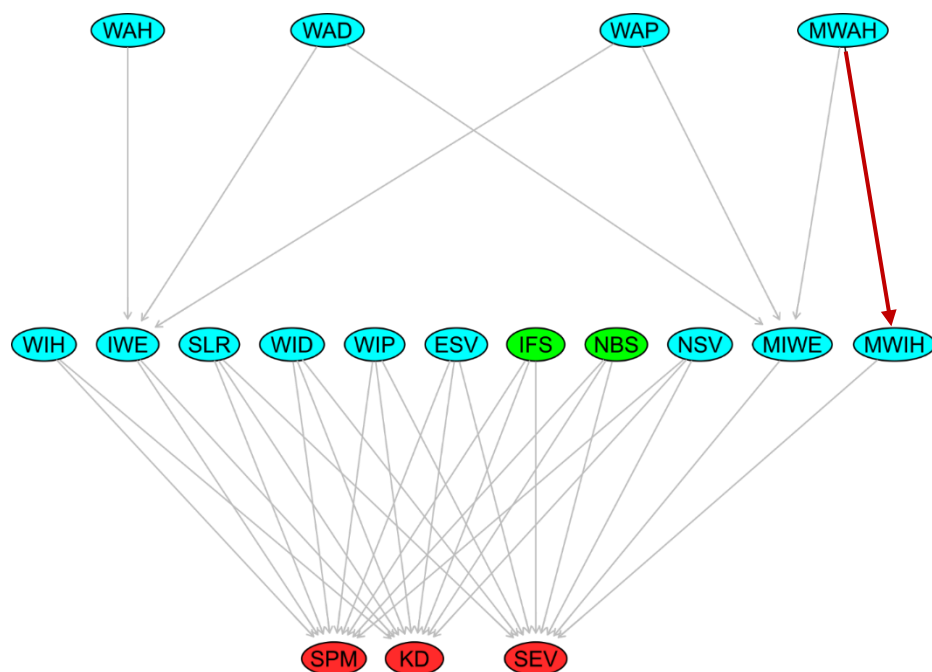 WAH WAD WAP MWAH
WIH IWE SLR WID WIP ESV IFS NBS NSV MIWE MWIH
SPM KD SEV